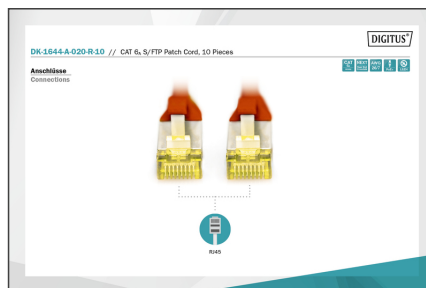 DIGITUS®
DK-1644-A-020-R-10 // CAT 6A S/FTP Patch Cord, 10 Pieces
Anschlüsse
Connections
RJ45